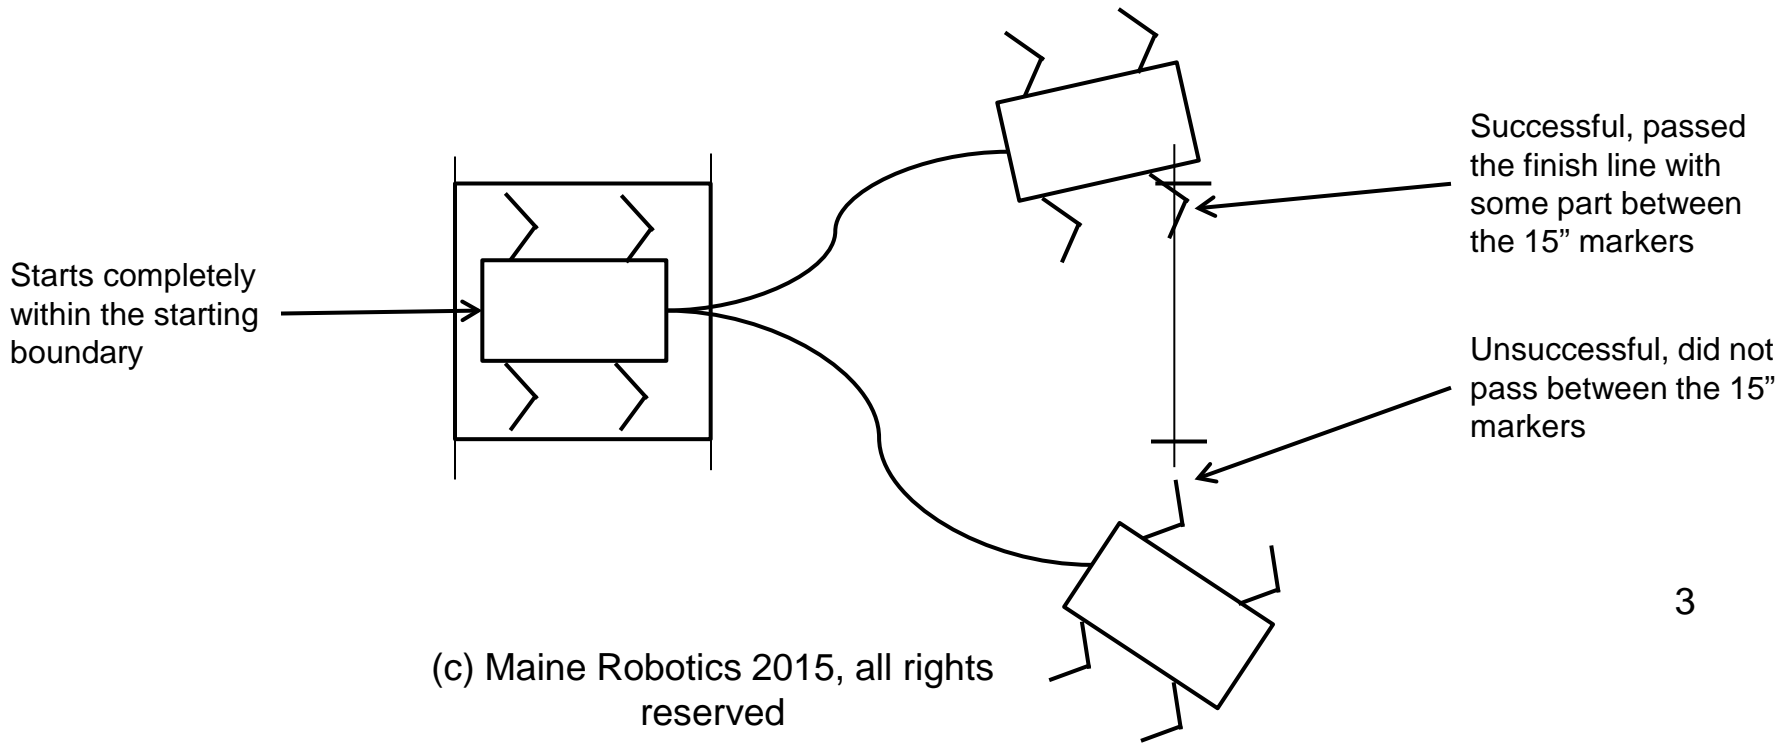 Starts completely
within the starting
boundary
Successful, passed
the finish line with
some part between
the 15” markers
Unsuccessful, did not
pass between the 15”
markers
3
(c) Maine Robotics 2015, all rights
reserved